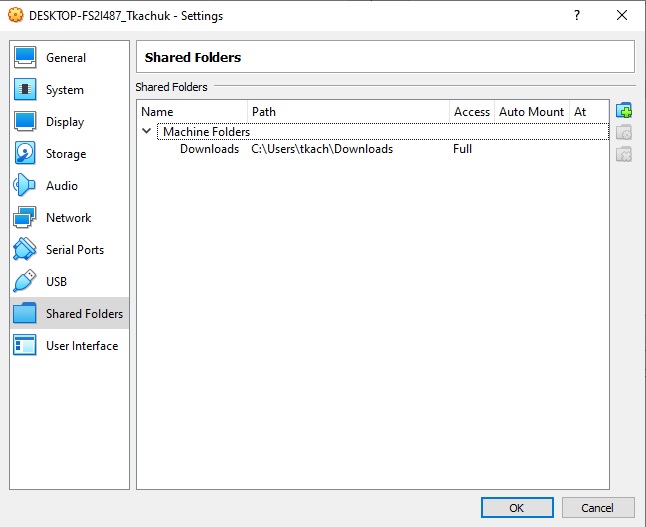 DESKTOP-FS2I487_Tkachuk - Settings
General
System
Display
Storage
Audio
Network
Serial Ports
USB
Shared Folders
User Interface
Shared Folders
Shared Folders
Name Path Access Auto Mount At
Machine Folders
Downloads C:\Users\tkach\Downloads Full
OK Cancel